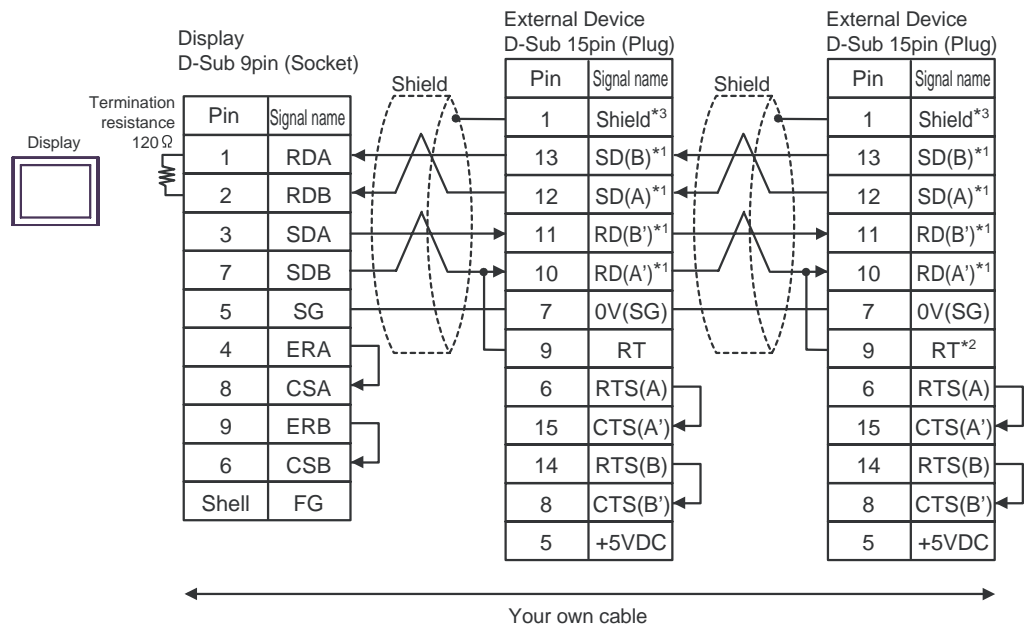 Display
D-Sub 9pin (Socket)
External Device
D-Sub 15pin (Plug)
External Device
D-Sub 15pin (Plug)
Display
Termination
resistance
120 Ω
Shield
Shield
Pin Signal name
1 RDA
2 RDB
3 SDA
7 SDB
5 SG
4 ERA
8 CSA
9 ERB
6 CSB
Shell FG
Pin Signal name
1 Shield*3
13 SD(B)*1
12 SD(A)*1
11 RD(B’)*1
10 RD(A’)*1
7 0V(SG)
9 RT
6 RTS(A)
15 CTS(A’)
14 RTS(B)
8 CTS(B’)
5 +5VDC
Pin Signal name
1 Shield*3
13 SD(B)*1
12 SD(A)*1
11 RD(B’)*1
10 RD(A’)*1
7 0V(SG)
9 RT*2
6 RTS(A)
15 CTS(A’)
14 RTS(B)
8 CTS(B’)
5 +5VDC
Your own cable